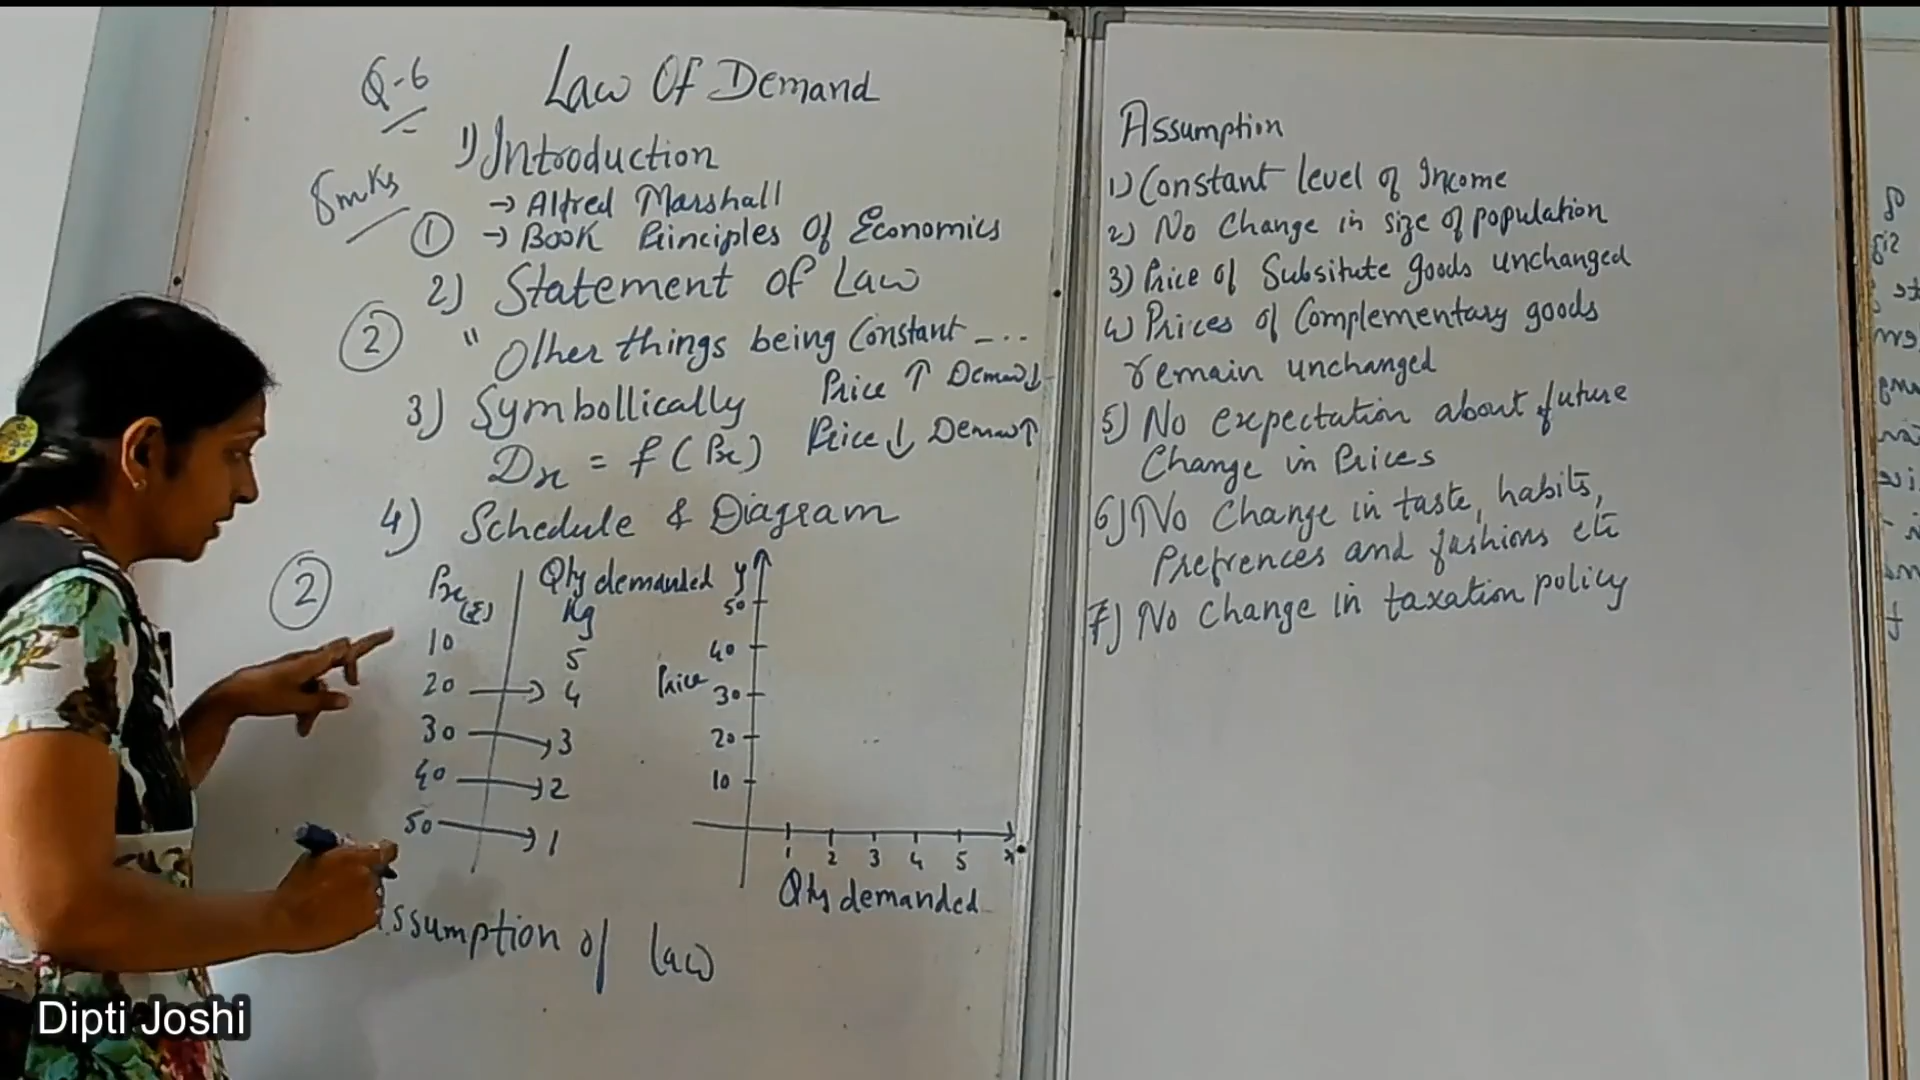 Q-6 Law Of Demand
8mks
1) Introduction
→ Alfred Marshall
① → Book Principles Of Economics
2) Statement of Law
② " Other things being Constant _ ...
Price ↑ Demand ↓
3) Symbollically
Price ↓ Demand ↑
Dx = f (Px)
4) Schedule & Diagram
②
Px (₹) Qty demanded Kg
10 5
20 → 4
30 → 3
40 → 2
50 → 1
y
50
40
Price 30
20
10
1 2 3 4 5 x
Qty demanded
ssumption of law
Assumption
1) Constant level of Income
2) No Change in size of population
3) Price of Subsitute goods unchanged
4) Prices of Complementary goods
remain unchanged
5) No expectation about future
Change in Prices
6) No Change in taste, habits,
Prefrences and fashions etc
7) No Change in taxation policy
Dipti Joshi